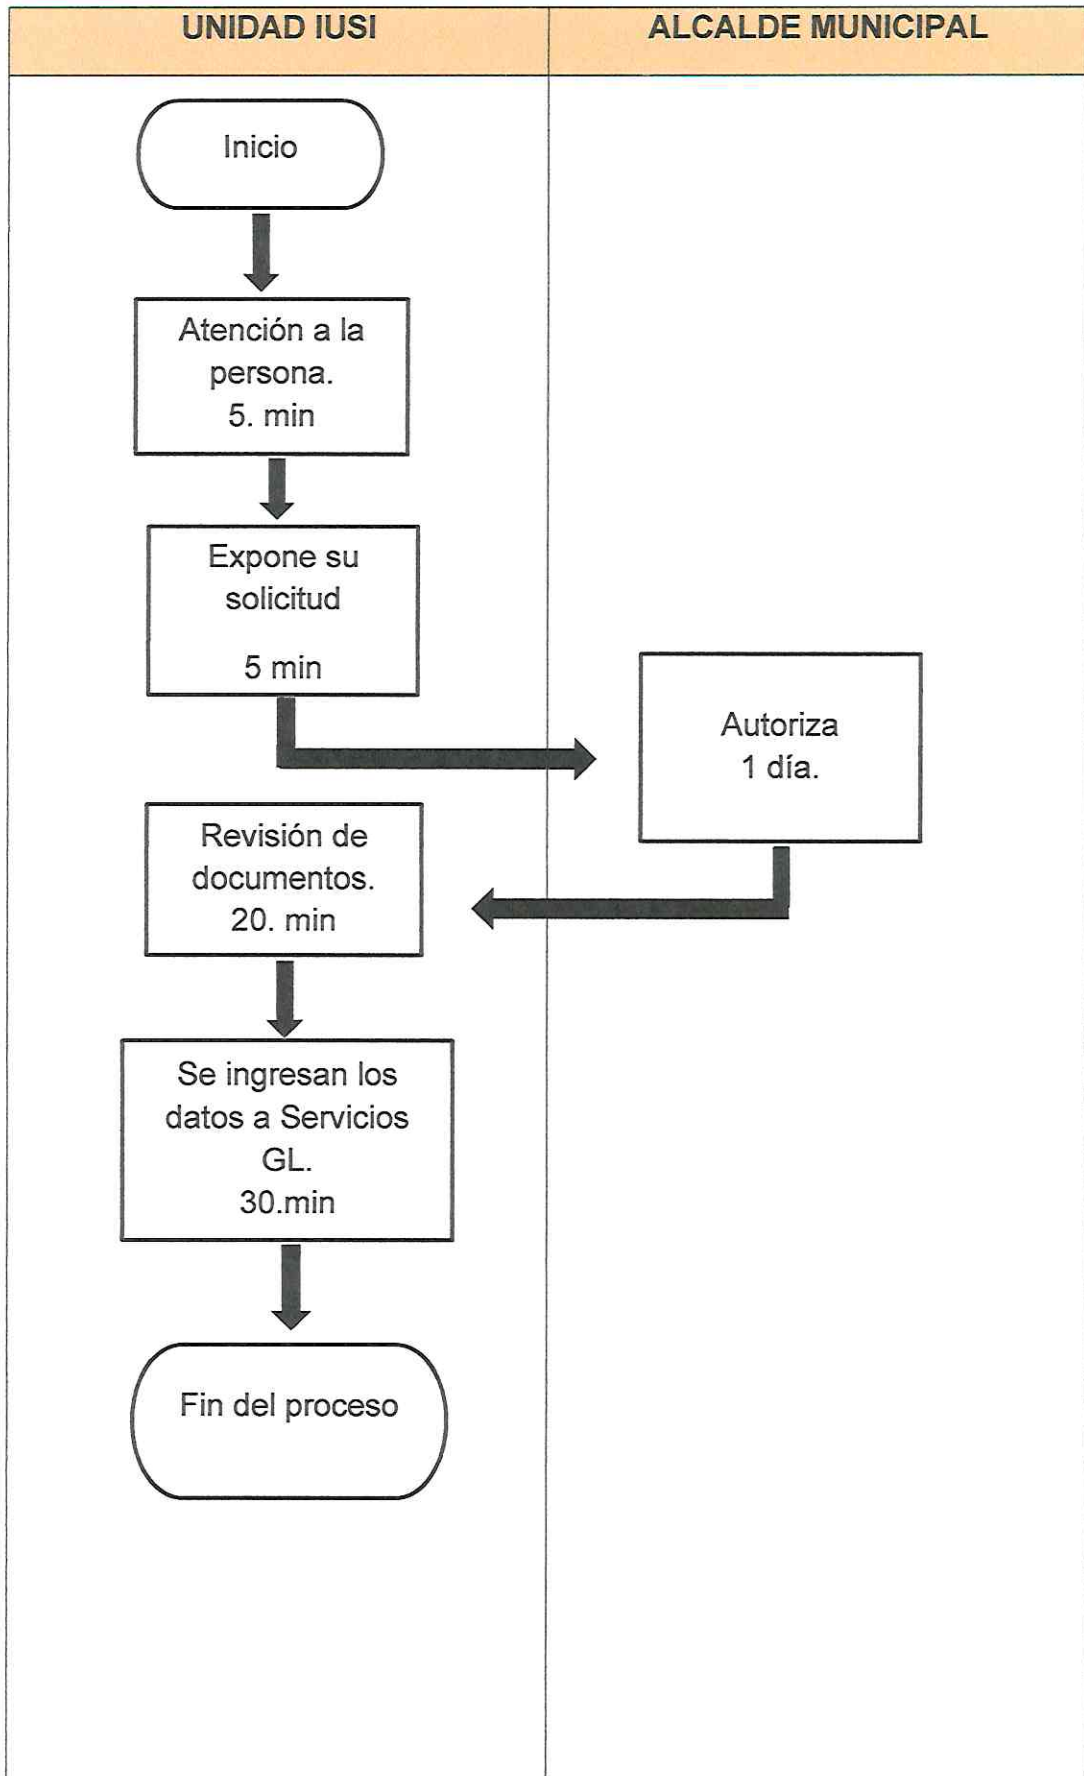 UNIDAD IUSI
ALCALDE MUNICIPAL
Inicio
Atención a la
persona.
5. min
Expone su
solicitud
5 min
Autoriza
1 día.
Revisión de
documentos.
20. min
Se ingresan los
datos a Servicios
GL.
30.min
Fin del proceso